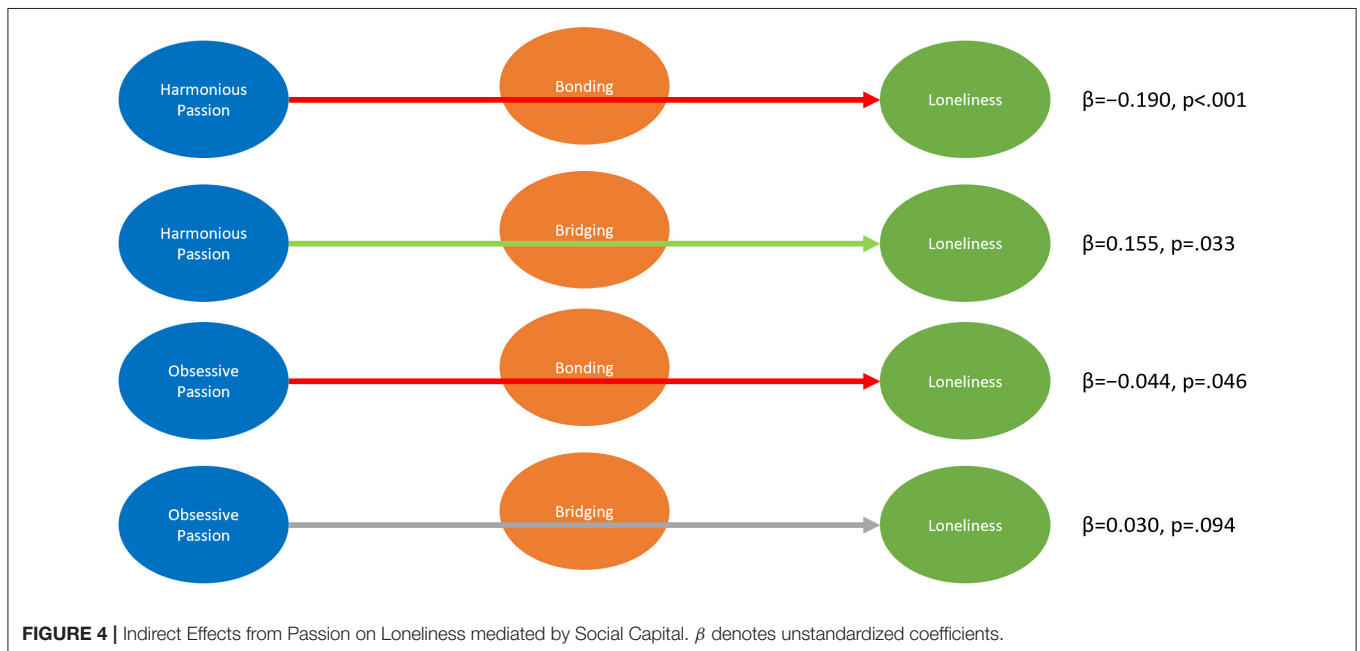 Harmonious
Passion
Bonding
Loneliness
β=−0.190, p<.001
Harmonious
Passion
Bridging
Loneliness
β=0.155, p=.033
Obsessive
Passion
Bonding
Loneliness
β=−0.044, p=.046
Obsessive
Passion
Bridging
Loneliness
β=0.030, p=.094
FIGURE 4 | Indirect Effects from Passion on Loneliness mediated by Social Capital. β denotes unstandardized coefficients.